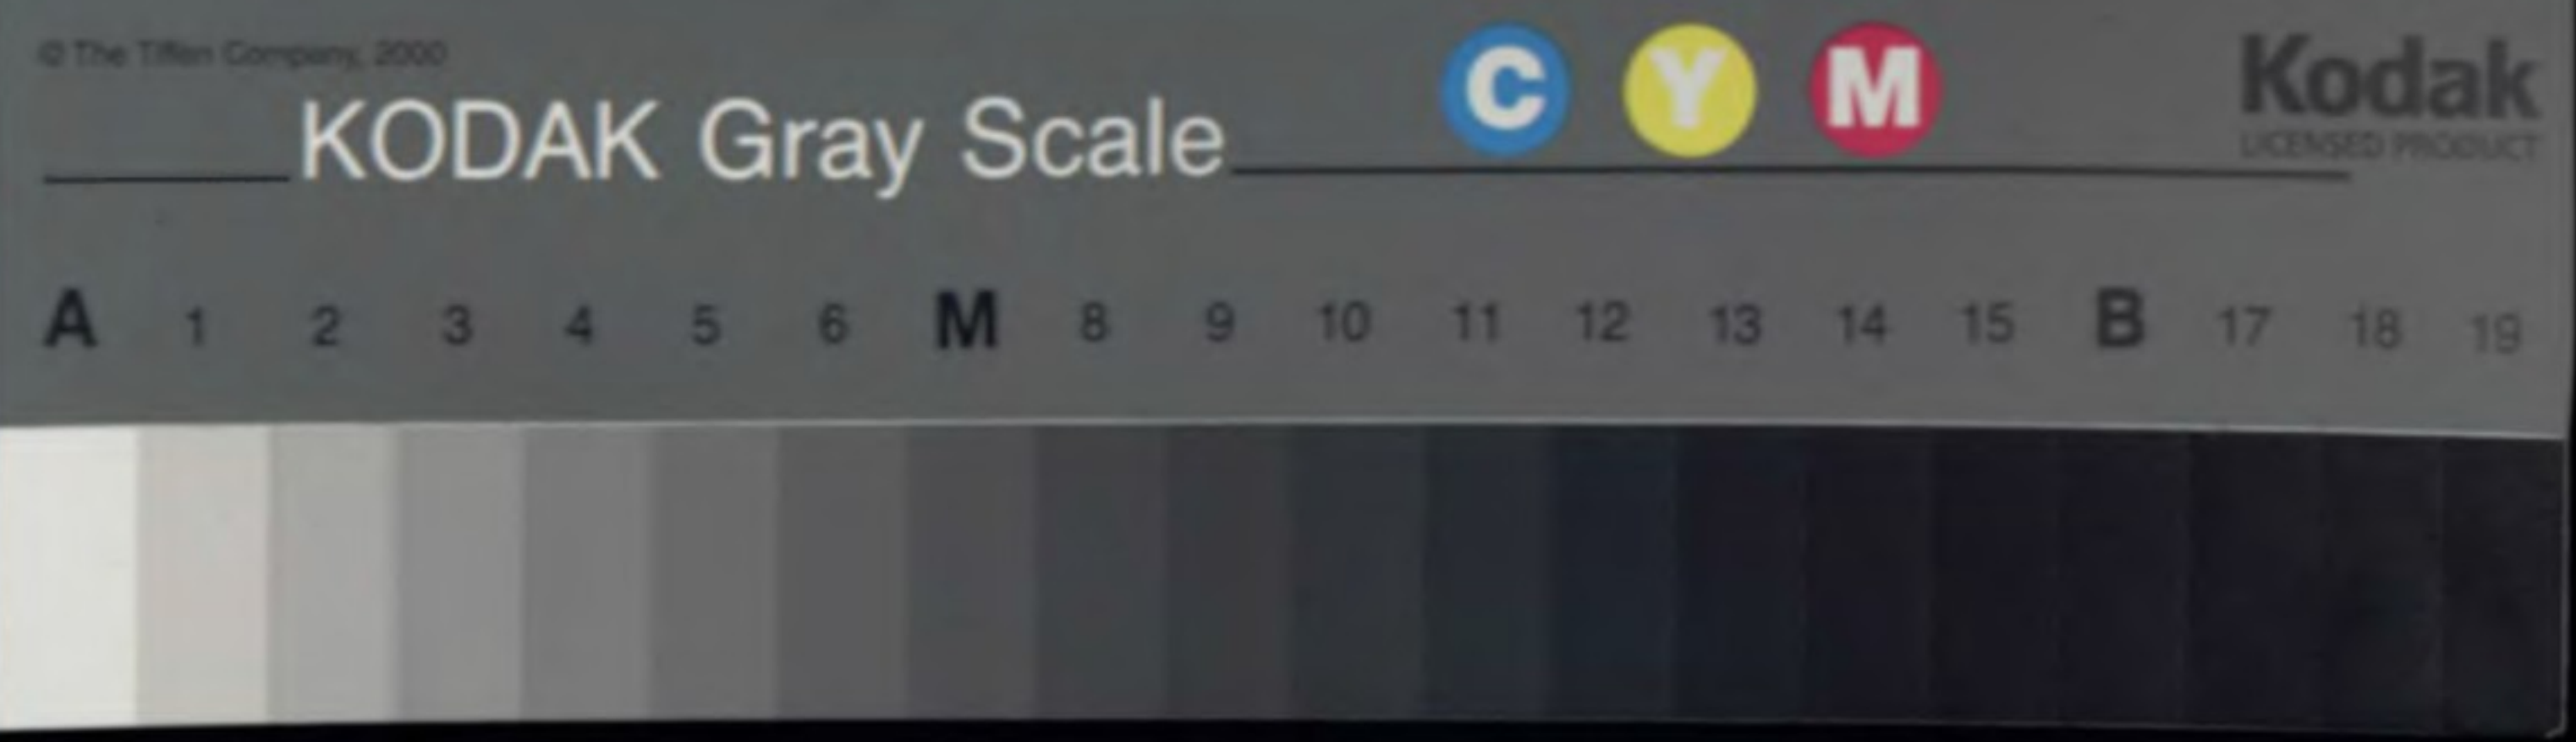 © The Tiffen Company, 2000
KODAK Gray Scale
C Y M
Kodak
LICENSED PRODUCT
A 1 2 3 4 5 6 M 8 9 10 11 12 13 14 15 B 17 18 19